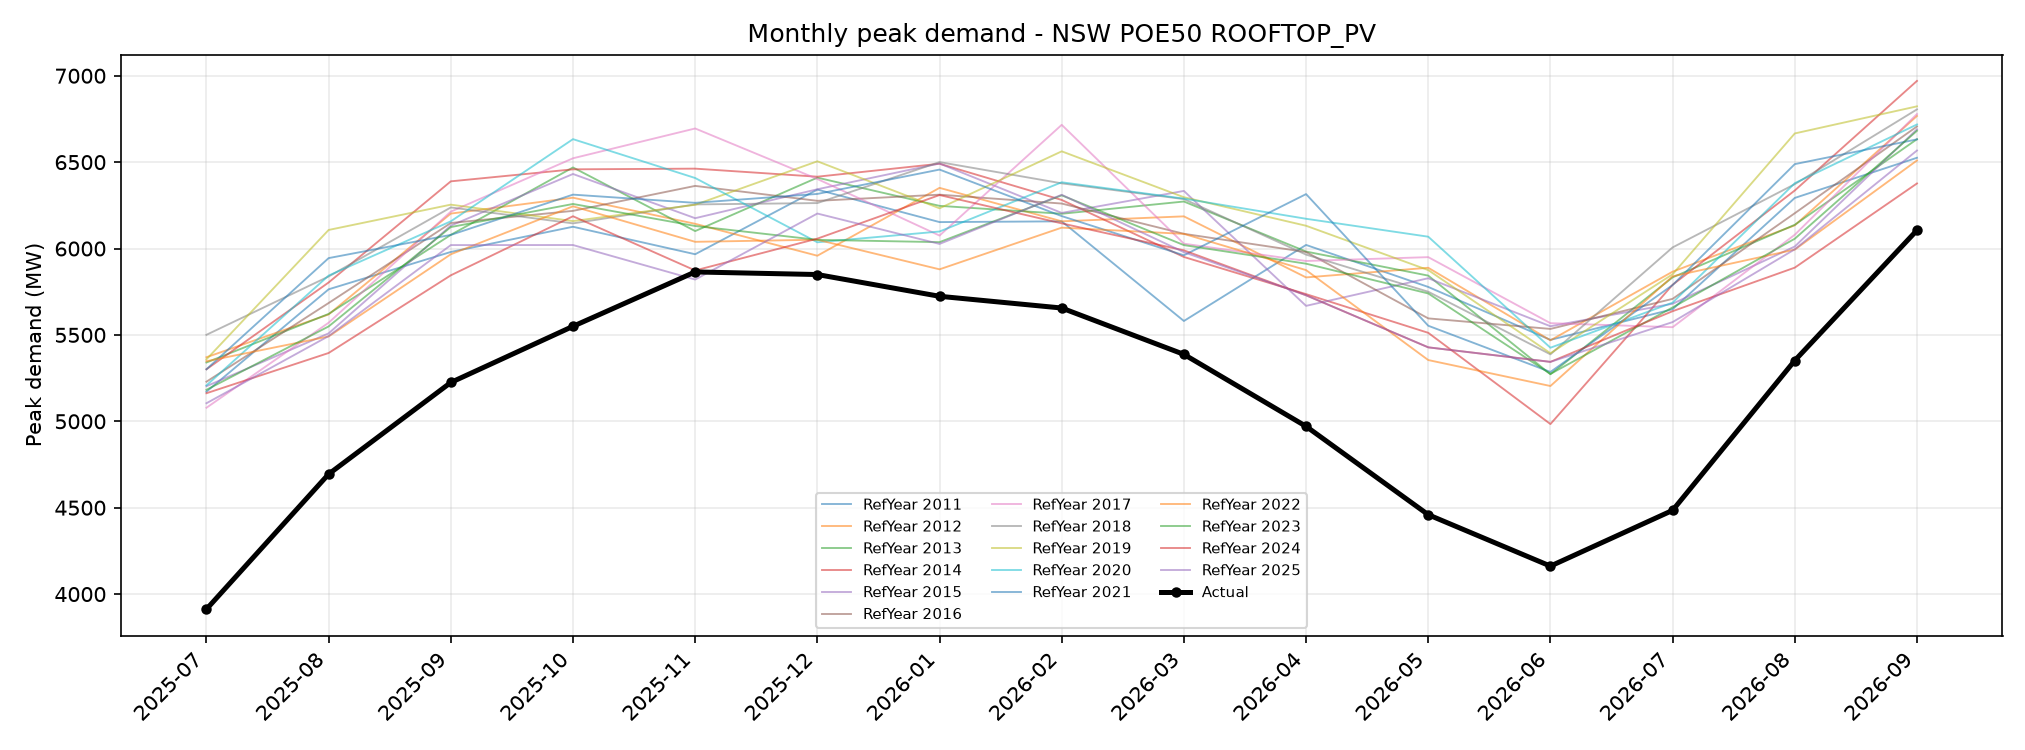 Monthly peak demand - NSW POE50 ROOFTOP_PV
Peak demand (MW)
7000
6500
6000
5500
5000
4500
4000
RefYear 2011
RefYear 2012
RefYear 2013
RefYear 2014
RefYear 2015
RefYear 2016
RefYear 2017
RefYear 2018
RefYear 2019
RefYear 2020
RefYear 2021
RefYear 2022
RefYear 2023
RefYear 2024
RefYear 2025
Actual
2025-07
2025-08
2025-09
2025-10
2025-11
2025-12
2026-01
2026-02
2026-03
2026-04
2026-05
2026-06
2026-07
2026-08
2026-09